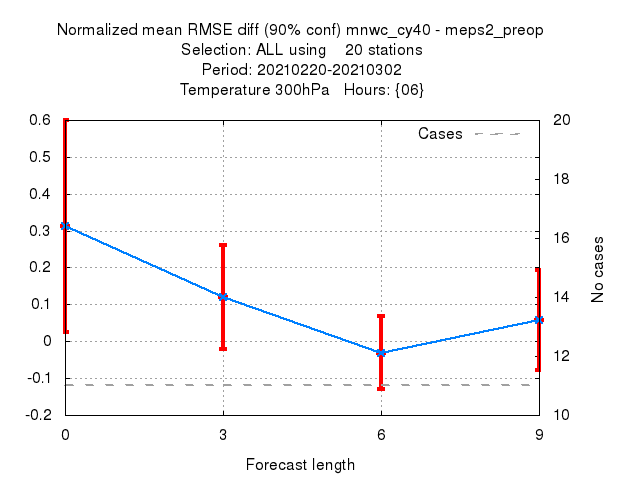 Normalized mean RMSE diff (90% conf) mnwc_cy40 - meps2_preop
Selection: ALL using 20 stations
Period: 20210220-20210302
Temperature 300hPa Hours: {06}
Cases
0.6
0.5
0.4
0.3
0.2
0.1
0
-0.1
-0.2
20
18
16
14
12
10
No cases
0 3 6 9
Forecast length